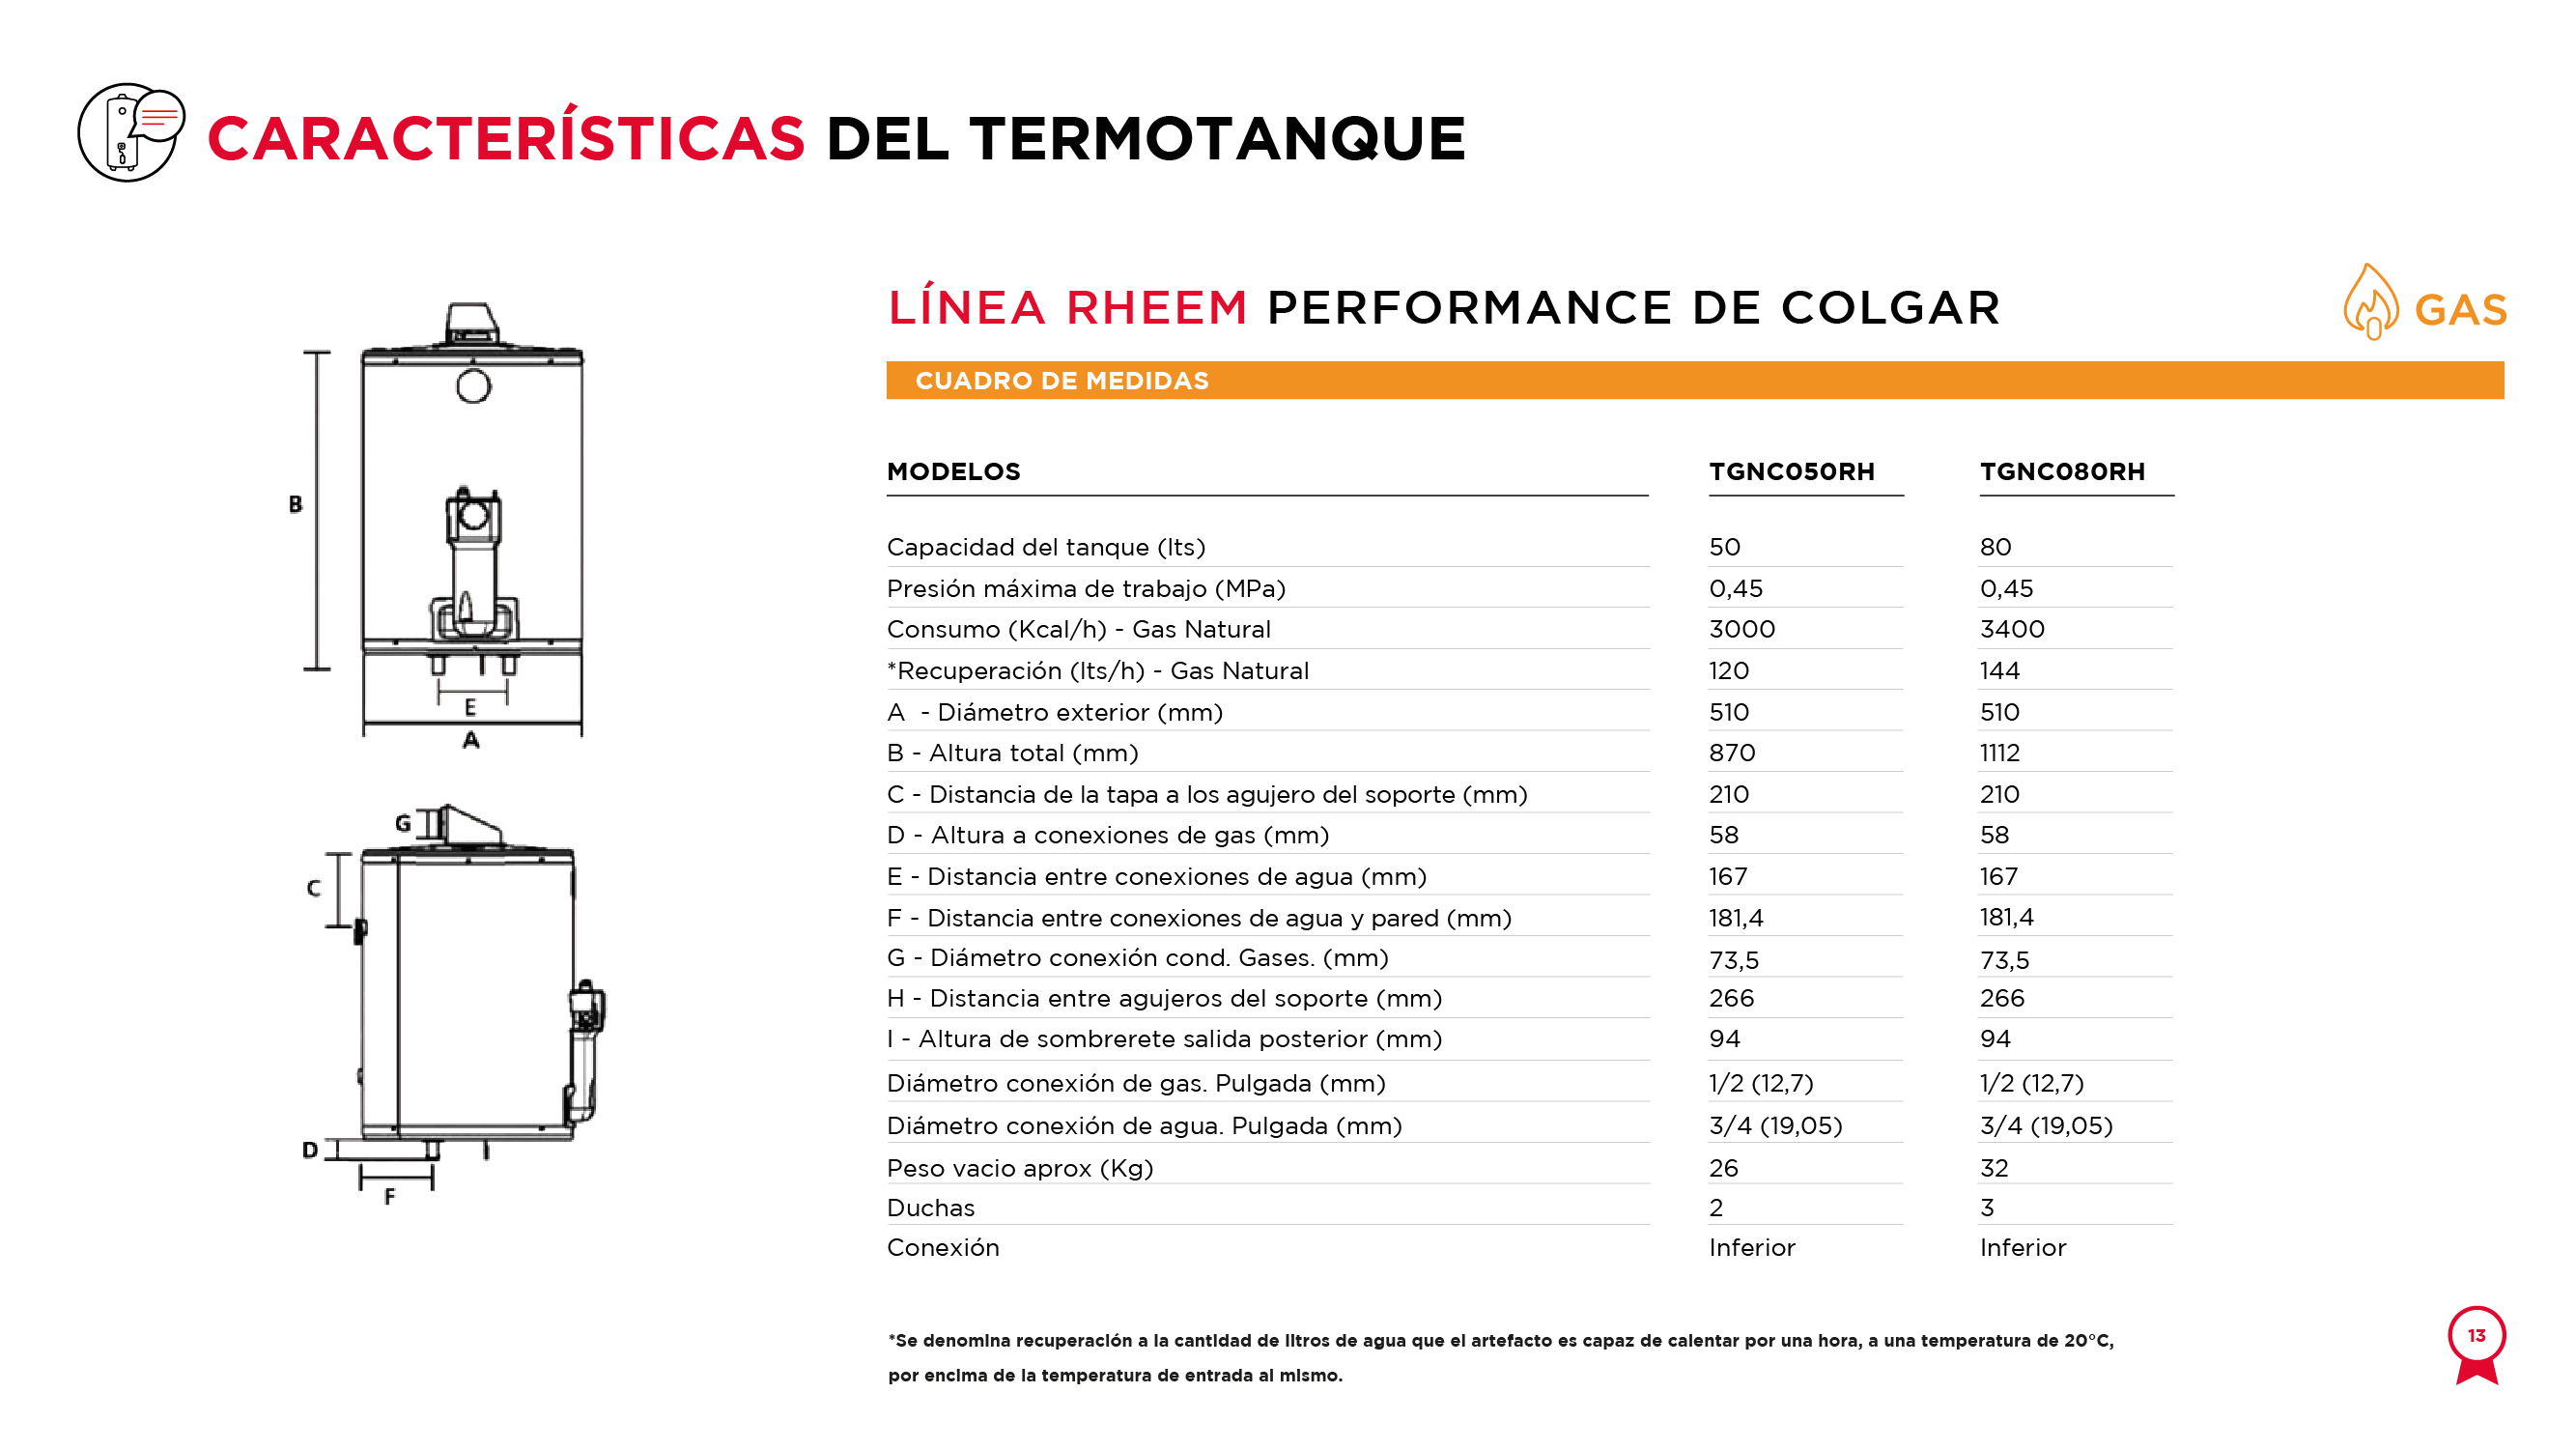 CARACTERÍSTICAS DEL TERMOTANQUE
LÍNEA RHEEM PERFORMANCE DE COLGAR
GAS
CUADRO DE MEDIDAS
MODELOS TGNC050RH TGNC080RH
Capacidad del tanque (lts) 50 80
Presión máxima de trabajo (MPa) 0,45 0,45
Consumo (Kcal/h) - Gas Natural 3000 3400
*Recuperación (lts/h) - Gas Natural 120 144
A - Diámetro exterior (mm) 510 510
B - Altura total (mm) 870 1112
C - Distancia de la tapa a los agujero del soporte (mm) 210 210
D - Altura a conexiones de gas (mm) 58 58
E - Distancia entre conexiones de agua (mm) 167 167
F - Distancia entre conexiones de agua y pared (mm) 181,4 181,4
G - Diámetro conexión cond. Gases. (mm) 73,5 73,5
H - Distancia entre agujeros del soporte (mm) 266 266
I - Altura de sombrerete salida posterior (mm) 94 94
Diámetro conexión de gas. Pulgada (mm) 1/2 (12,7) 1/2 (12,7)
Diámetro conexión de agua. Pulgada (mm) 3/4 (19,05) 3/4 (19,05)
Peso vacio aprox (Kg) 26 32
Duchas 2 3
Conexión Inferior Inferior
*Se denomina recuperación a la cantidad de litros de agua que el artefacto es capaz de calentar por una hora, a una temperatura de 20°C,
por encima de la temperatura de entrada al mismo.
B
E
A
G
C
D
F
13